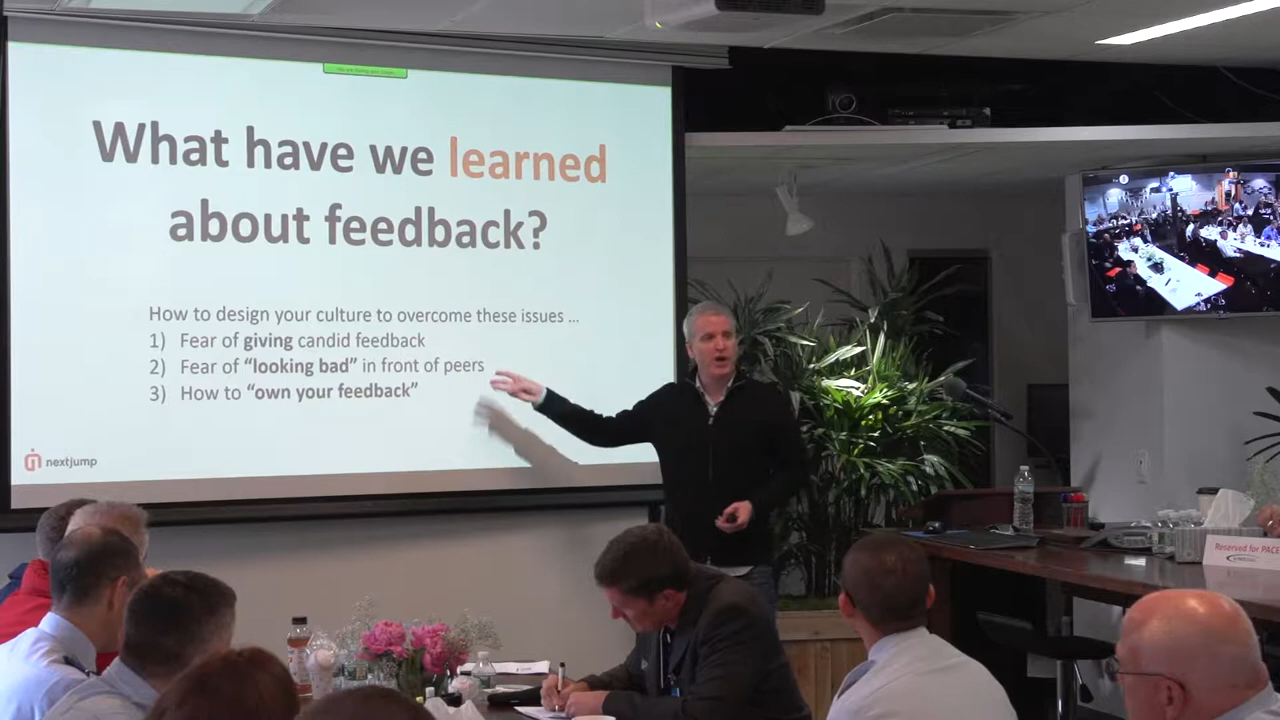 What have we learned
about feedback?
How to design your culture to overcome these issues ...
1) Fear of giving candid feedback
2) Fear of “looking bad” in front of peers
3) How to “own your feedback”
nextjump
Reserved for PACE